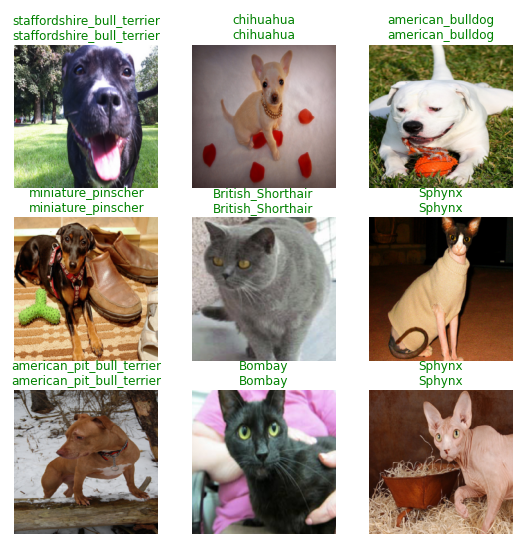 staffordshire_bull_terrier
staffordshire_bull_terrier
chihuahua
chihuahua
american_bulldog
american_bulldog
miniature_pinscher
miniature_pinscher
British_Shorthair
British_Shorthair
Sphynx
Sphynx
american_pit_bull_terrier
american_pit_bull_terrier
Bombay
Bombay
Sphynx
Sphynx